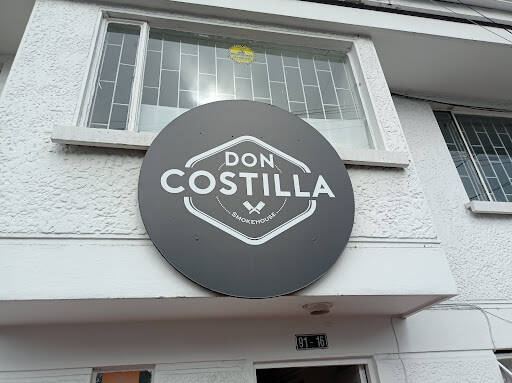 DON
COSTILLA
SMOKEHOUSE
91-16